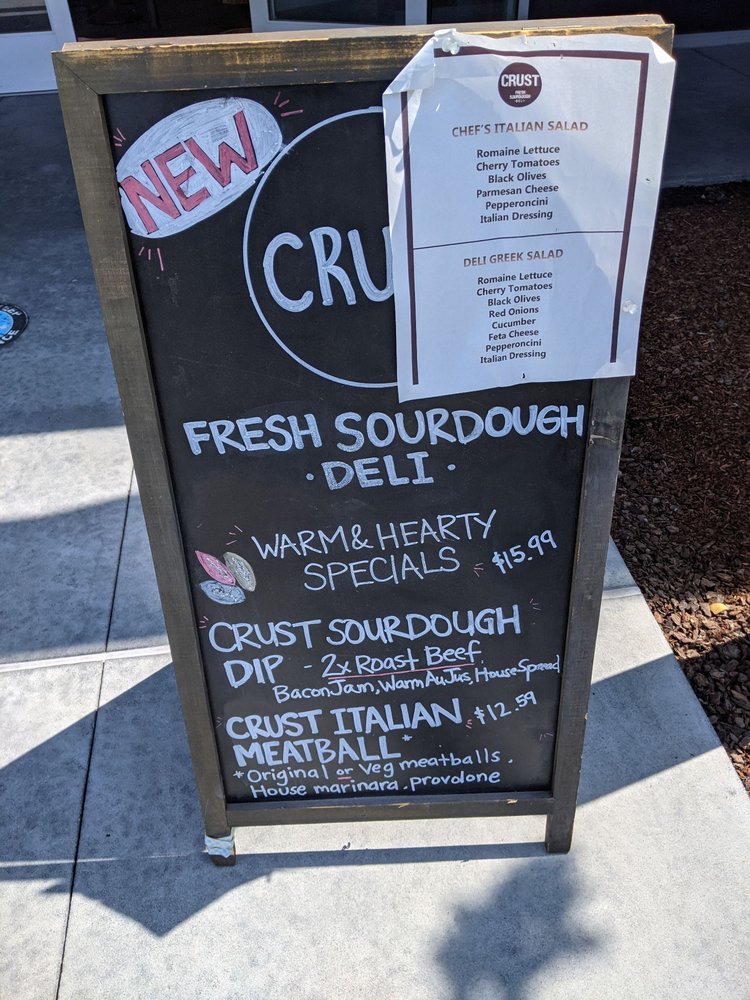 NEW
CRU
FRESH SOURDOUGH
· DELI ·
WARM & HEARTY
SPECIALS
$15.99
CRUST SOURDOUGH
DIP - 2x Roast Beef
Bacon Jam, Warm Au Jus, House Spread
CRUST ITALIAN $12.59
MEATBALL*
*Original or Veg meatballs.
House marinara, provolone
CRUST
FRESH
SOURDOUGH
DELI
CHEF'S ITALIAN SALAD
Romaine Lettuce
Cherry Tomatoes
Black Olives
Parmesan Cheese
Pepperoncini
Italian Dressing
DELI GREEK SALAD
Romaine Lettuce
Cherry Tomatoes
Black Olives
Red Onions
Cucumber
Feta Cheese
Pepperoncini
Italian Dressing